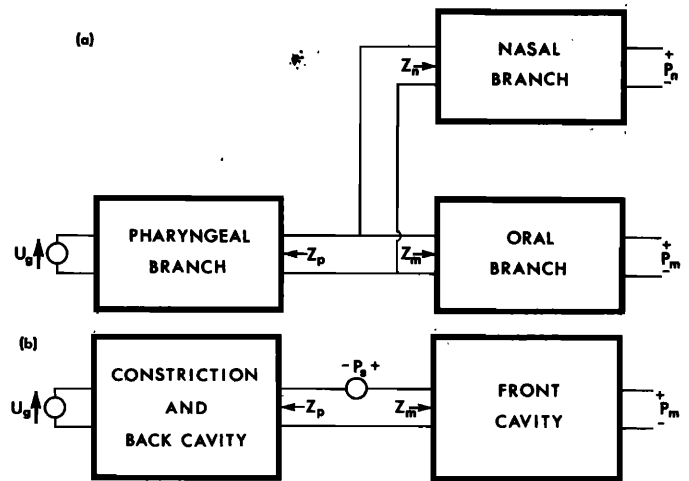 (a)
NASAL
BRANCH
Zn
+
Pn
-
PHARYNGEAL
BRANCH
Ug
Zp
Zm
ORAL
BRANCH
+
Pm
-
(b)
CONSTRICTION
AND
BACK CAVITY
Ug
- Ps +
Zp
Zm
FRONT
CAVITY
+
Pm
-